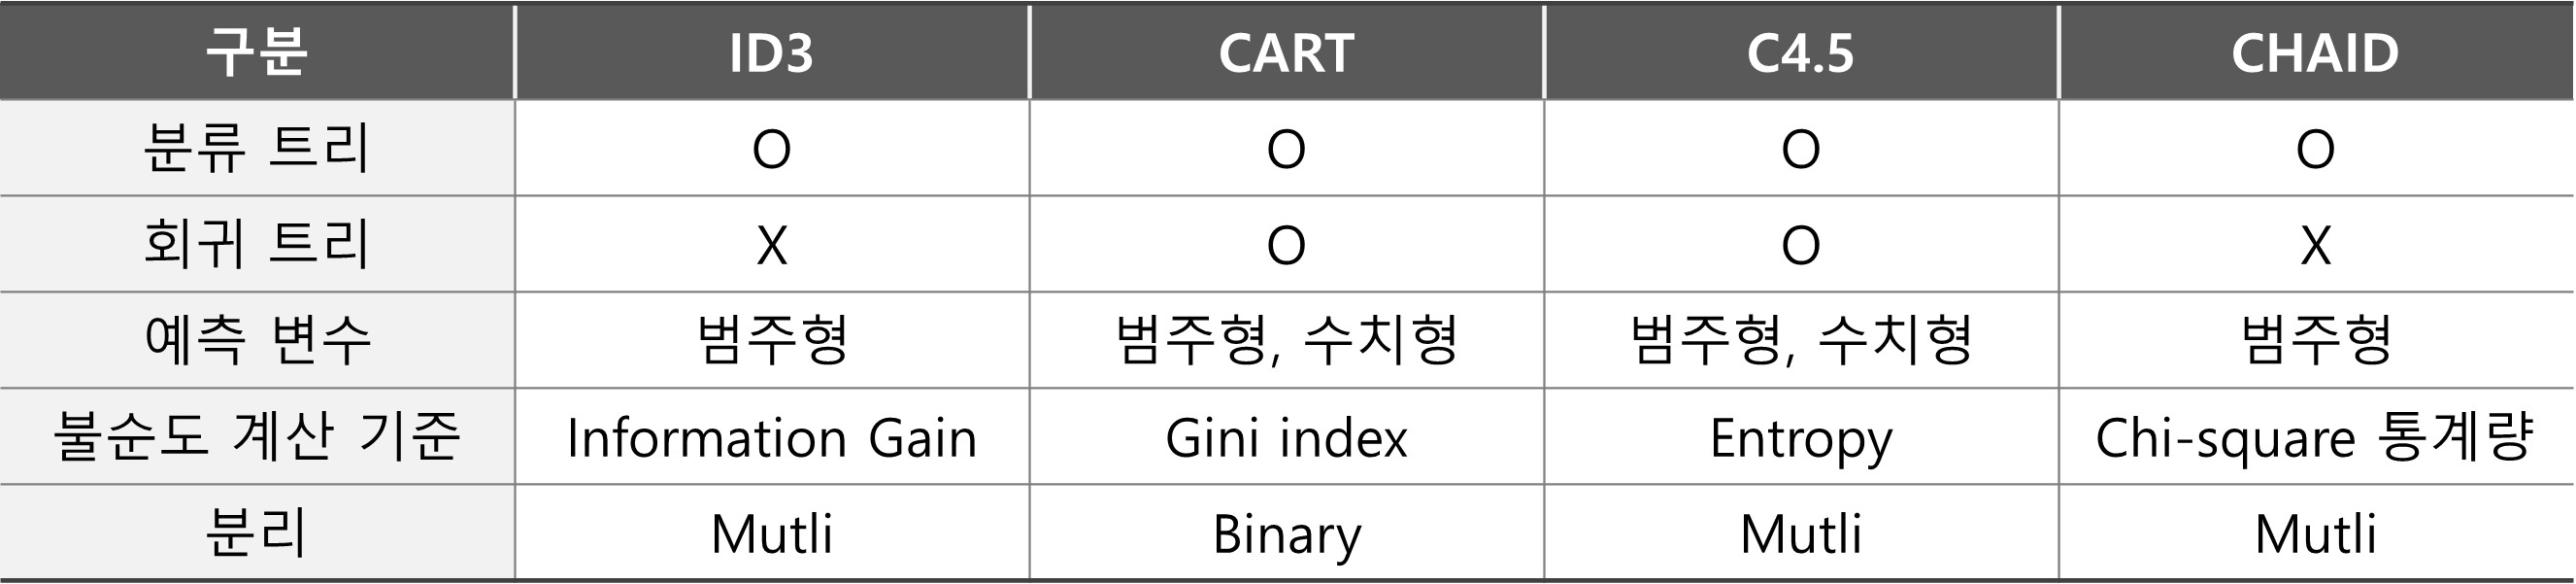 구분 ID3 CART C4.5 CHAID
분류 트리 O O O O
회귀 트리 X O O X
예측 변수 범주형 범주형, 수치형 범주형, 수치형 범주형
불순도 계산 기준 Information Gain Gini index Entropy Chi-square 통계량
분리 Mutli Binary Mutli Mutli